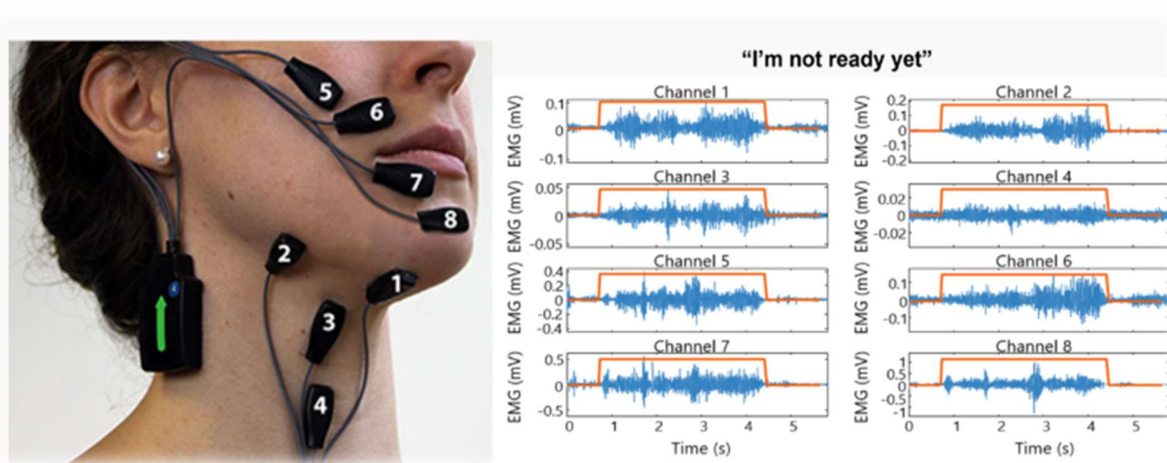 5
6
7
8
2
1
3
4
“I’m not ready yet”
Channel 1
EMG (mV)
0.1
0
-0.1
Channel 2
EMG (mV)
0.2
0.1
0
-0.1
-0.2
Channel 3
EMG (mV)
0.05
0
-0.05
Channel 4
EMG (mV)
0.02
0
-0.02
Channel 5
EMG (mV)
0.4
0.2
0
-0.2
-0.4
Channel 6
EMG (mV)
0.1
0
-0.1
Channel 7
EMG (mV)
0.5
0
-0.5
0 1 2 3 4 5
Time (s)
Channel 8
EMG (mV)
1
0.5
0
-0.5
-1
0 1 2 3 4 5
Time (s)